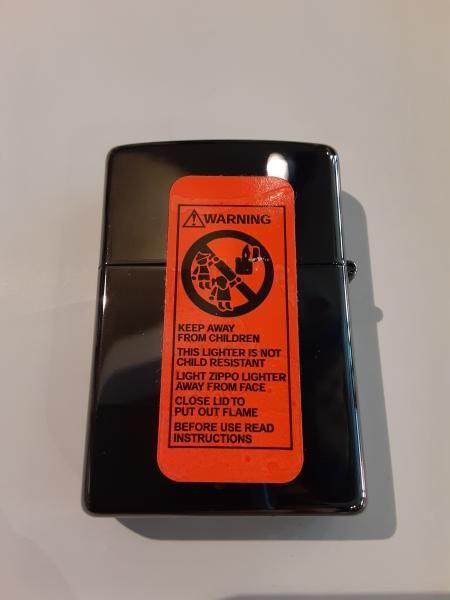 WARNING
KEEP AWAY
FROM CHILDREN
THIS LIGHTER IS NOT
CHILD RESISTANT
LIGHT ZIPPO LIGHTER
AWAY FROM FACE
CLOSE LID TO
PUT OUT FLAME
BEFORE USE READ
INSTRUCTIONS